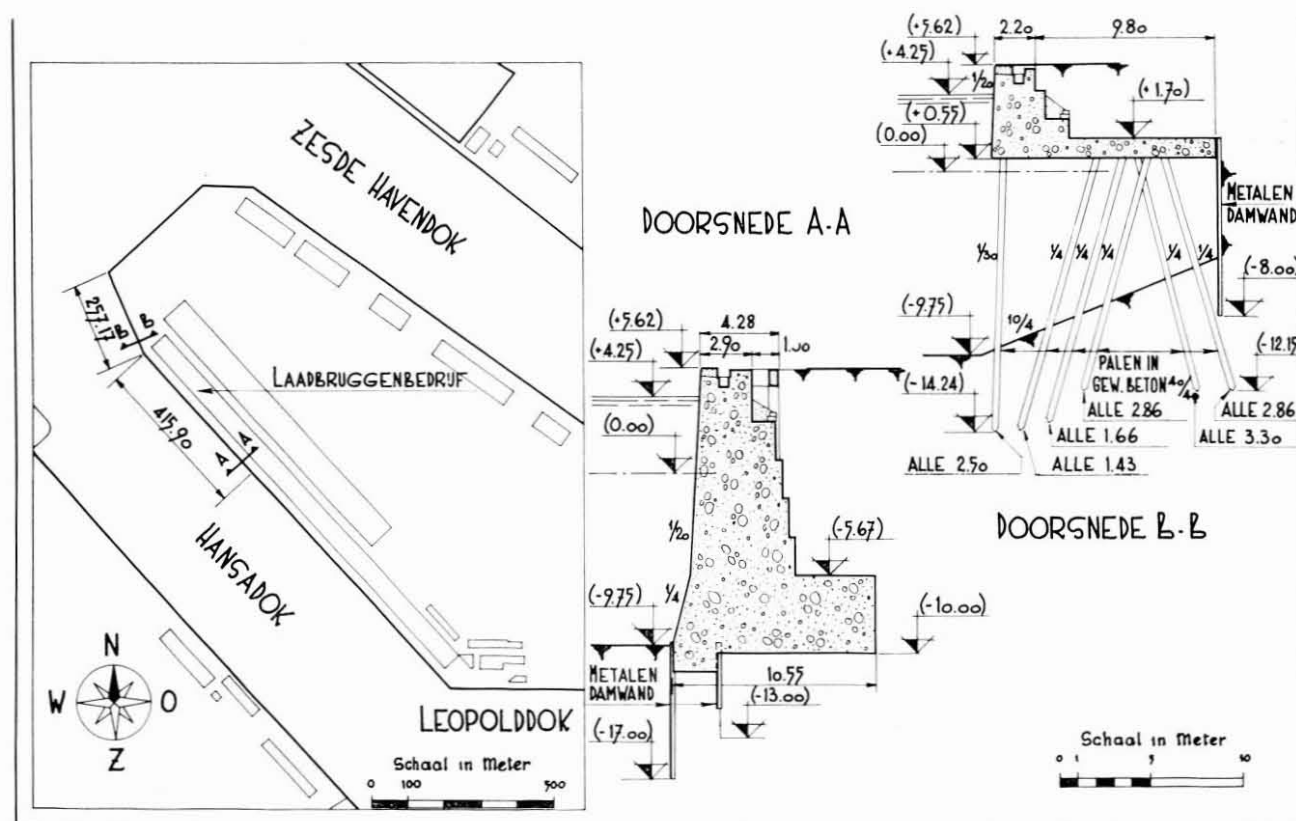 ZESDE HAVENDOK
257.17
B
B
LAADBRUGGENBEDRIJF
415.90
A
A
HANSADOK
N
W
O
Z
LEOPOLDDOK
Schaal in Meter
0 100 500
DOORSNEDE A-A
(+5.62)
4.28
2.90
1.00
(+4.25)
(0.00)
1/20
(-5.67)
1/4
(-9.75)
(-10.00)
METALEN
DAMWAND
10.55
(-13.00)
(-17.00)
(+5.62)
2.20
9.80
(+4.25)
1/20
(+1.70)
(+0.55)
(0.00)
METALEN
DAMWAND
1/30
1/4
1/4
1/4
1/4
1/4
(-8.00)
(-9.75)
10/4
(-12.15
PALEN IN
GEW. BETON 40/40
(-14.24)
ALLE 2.86
ALLE 2.86
ALLE 1.66
ALLE 3.30
ALLE 2.50
ALLE 1.43
DOORSNEDE B-B
Schaal in Meter
0 1 5 10